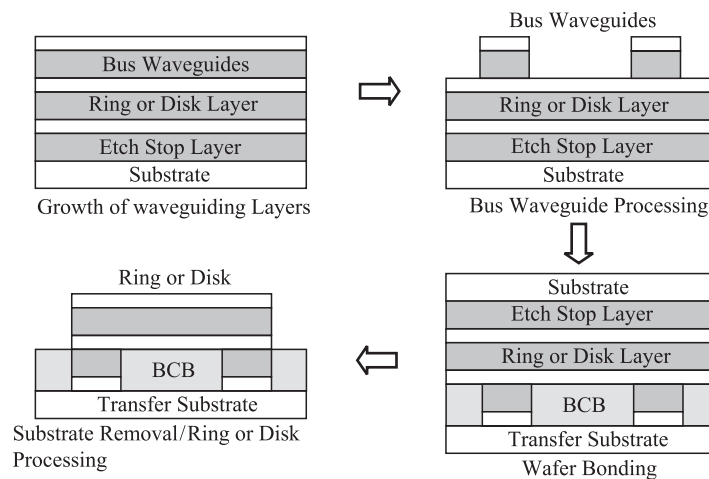 Bus Waveguides
Ring or Disk Layer
Etch Stop Layer
Substrate
Growth of waveguiding Layers
Bus Waveguides
Ring or Disk Layer
Etch Stop Layer
Substrate
Bus Waveguide Processing
Substrate
Etch Stop Layer
Ring or Disk Layer
BCB
Transfer Substrate
Wafer Bonding
Ring or Disk
BCB
Transfer Substrate
Substrate Removal/Ring or Disk
Processing